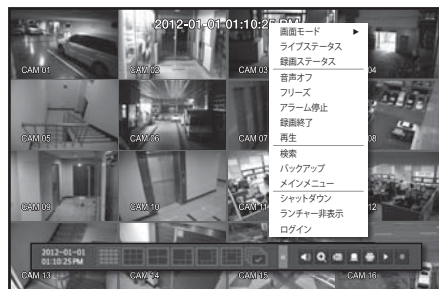 2012-01-01 01:10:25 PM
画面モード
ライブステータス
録画ステータス
音声オフ
フリーズ
アラーム停止
録画終了
再生
検索
バックアップ
メインメニュー
シャットダウン
ランチャー非表示
ログイン
CAM 01
CAM 02
CAM 03
04
CAM 05
CAM 06
CAM 07
08
CAM 09
CAM 10
CAM 11
12
2012-01-01
01:10:25 PM
CAM 13
CAM 14
CAM 15
CAM 16